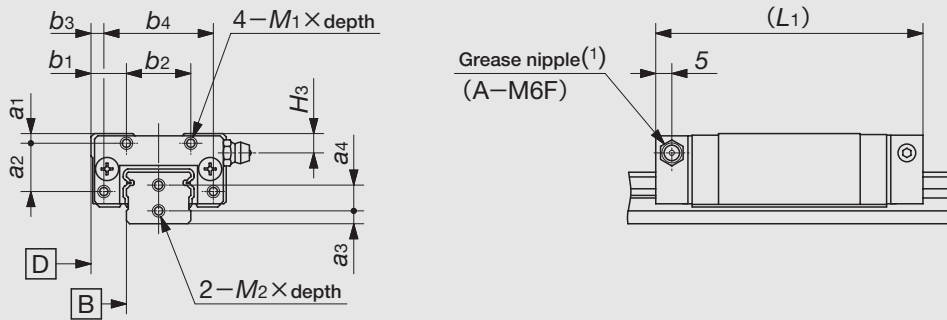 b3
b4
4−M1×depth
b1
b2
a1
a2
H3
a4
a3
D
B
2−M2×depth
(L1)
Grease nipple(1)
5
(A−M6F)